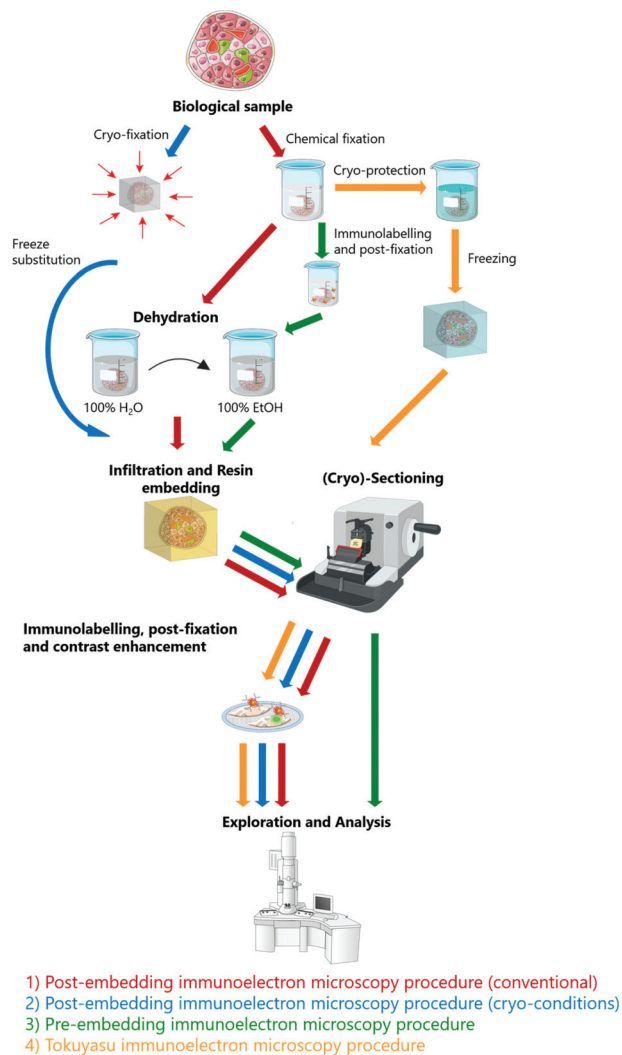 Biological sample
Cryo-fixation
Chemical fixation
Cryo-protection
Immunolabelling
and post-fixation
Freeze
substitution
Freezing
Dehydration
100% H₂O
100% EtOH
Infiltration and Resin
embedding
(Cryo)-Sectioning
Immunolabelling, post-fixation
and contrast enhancement
Exploration and Analysis
1) Post-embedding immunoelectron microscopy procedure (conventional)
2) Post-embedding immunoelectron microscopy procedure (cryo-conditions)
3) Pre-embedding immunoelectron microscopy procedure
4) Tokuyasu immunoelectron microscopy procedure